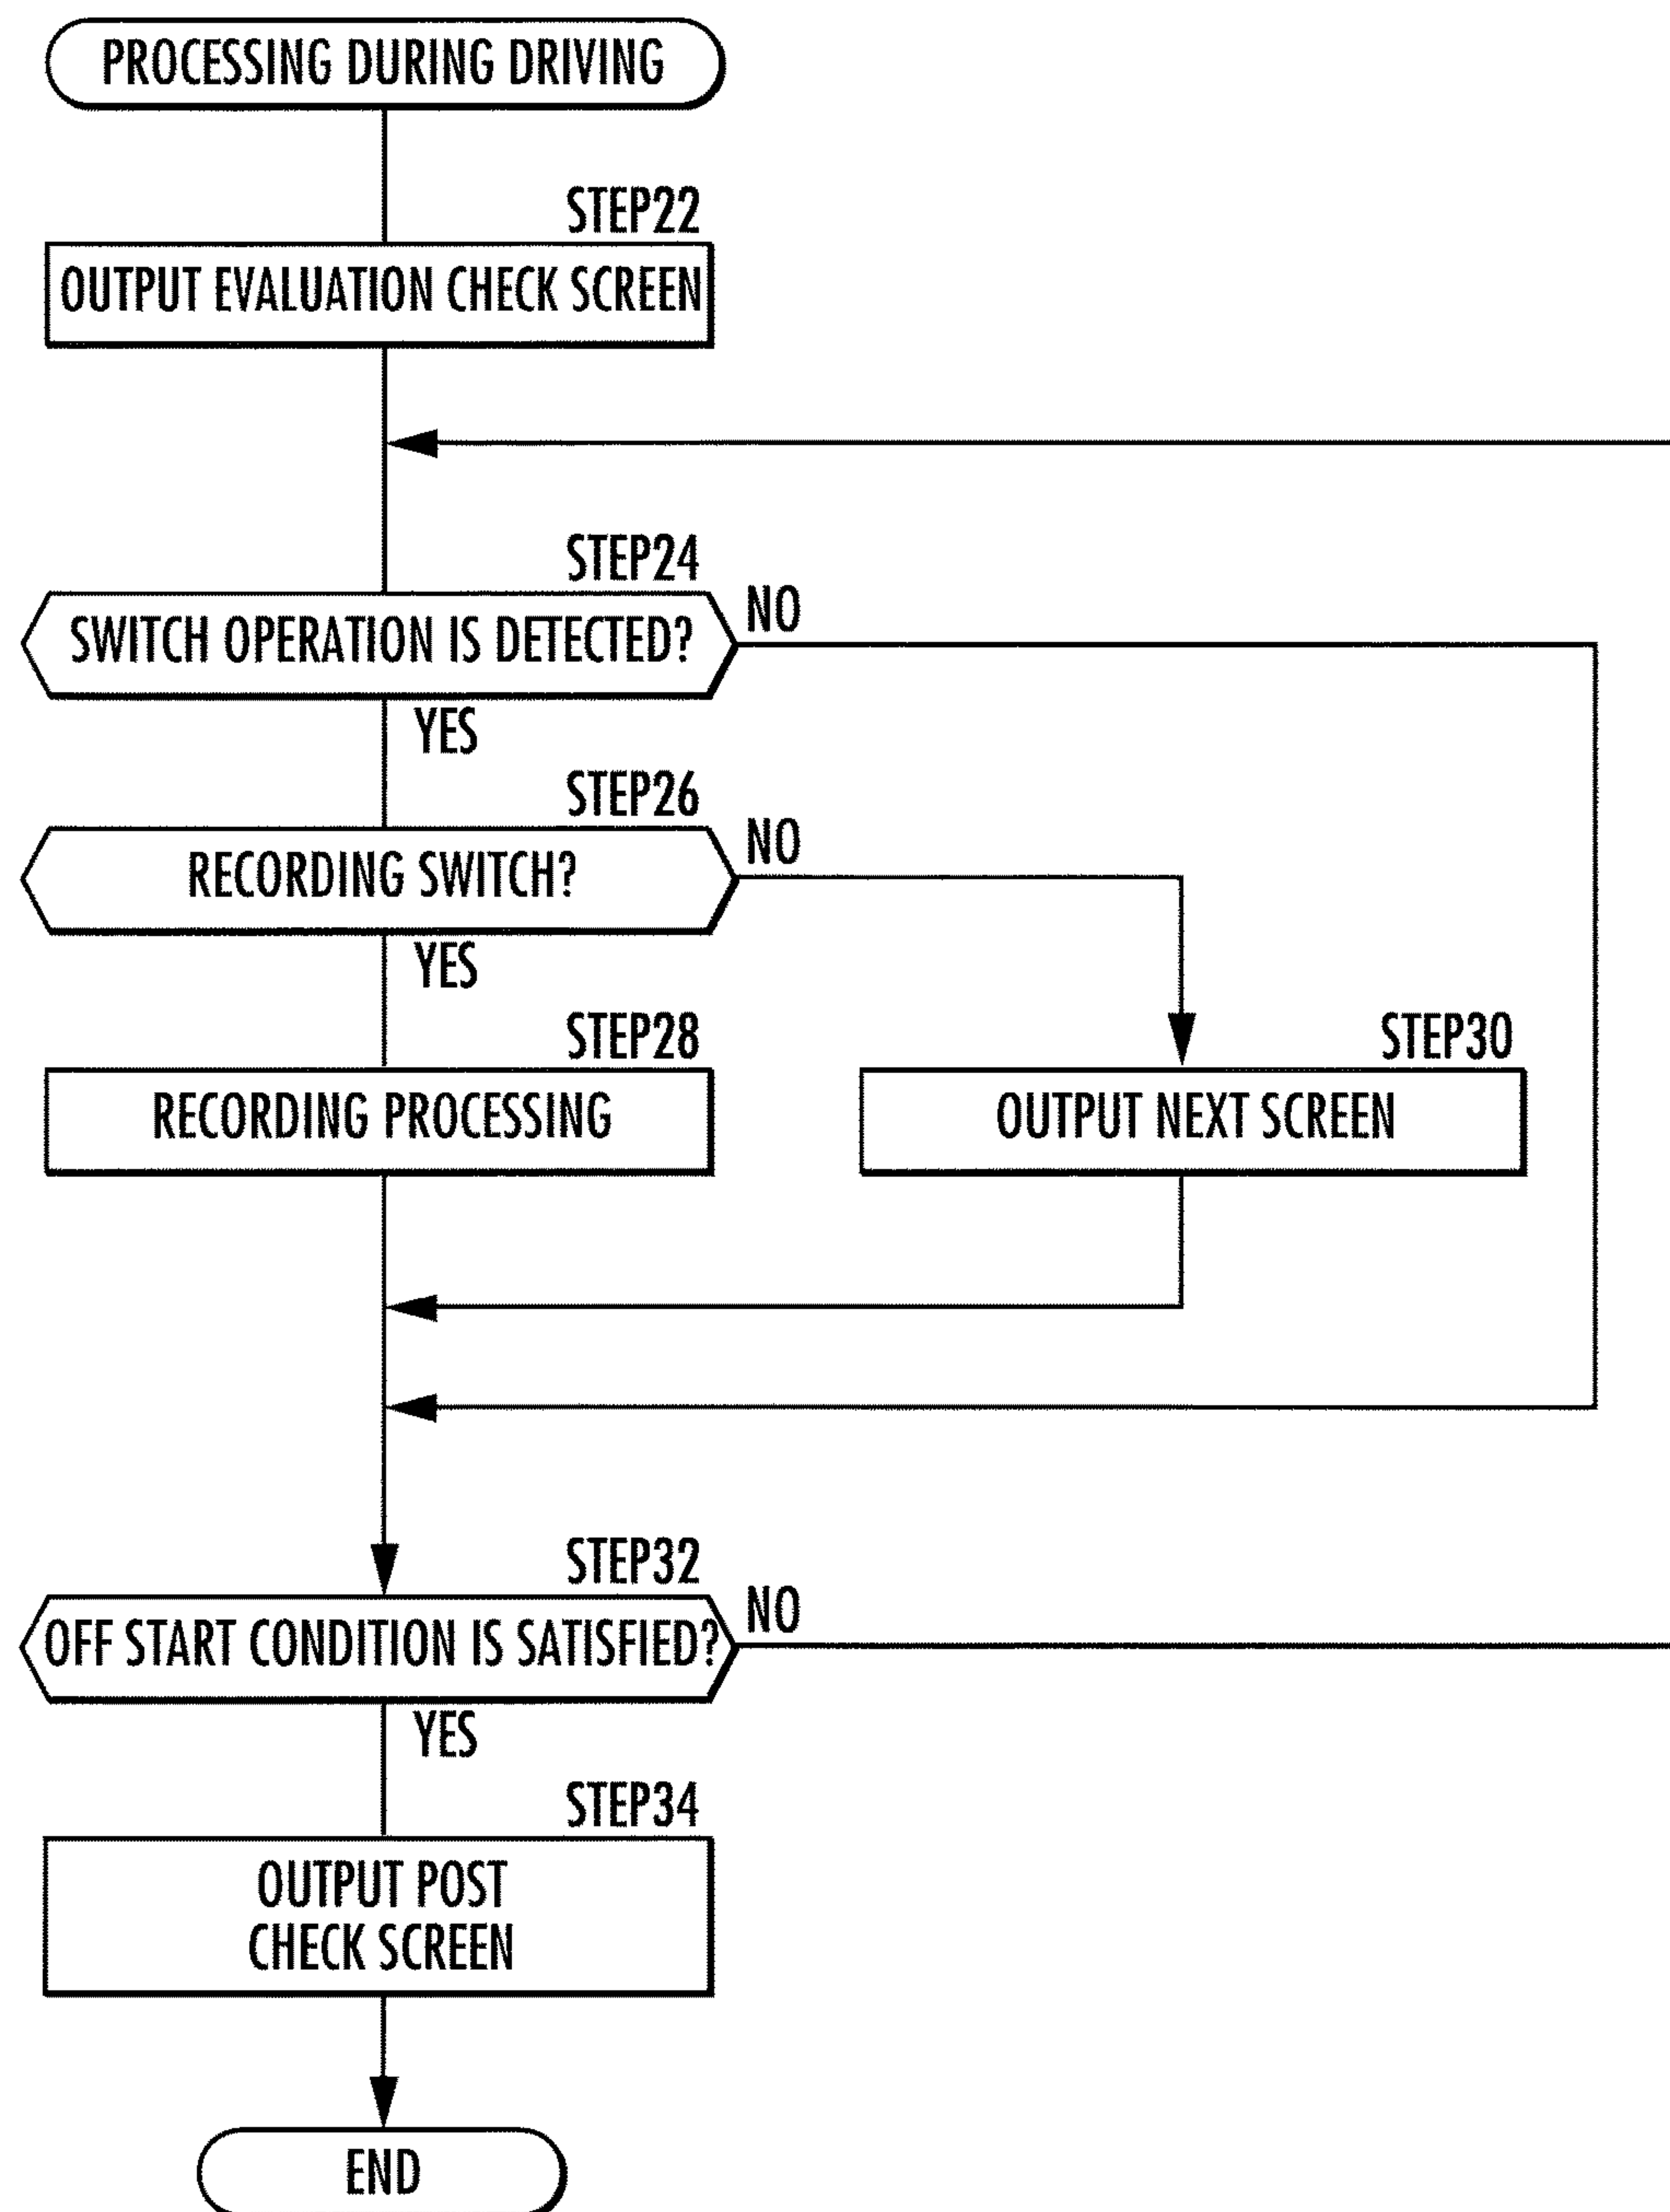 PROCESSING DURING DRIVING
STEP22
OUTPUT EVALUATION CHECK SCREEN
STEP24
SWITCH OPERATION IS DETECTED?
NO
YES
STEP26
RECORDING SWITCH?
NO
YES
STEP28
RECORDING PROCESSING
STEP30
OUTPUT NEXT SCREEN
STEP32
OFF START CONDITION IS SATISFIED?
NO
YES
STEP34
OUTPUT POST
CHECK SCREEN
END